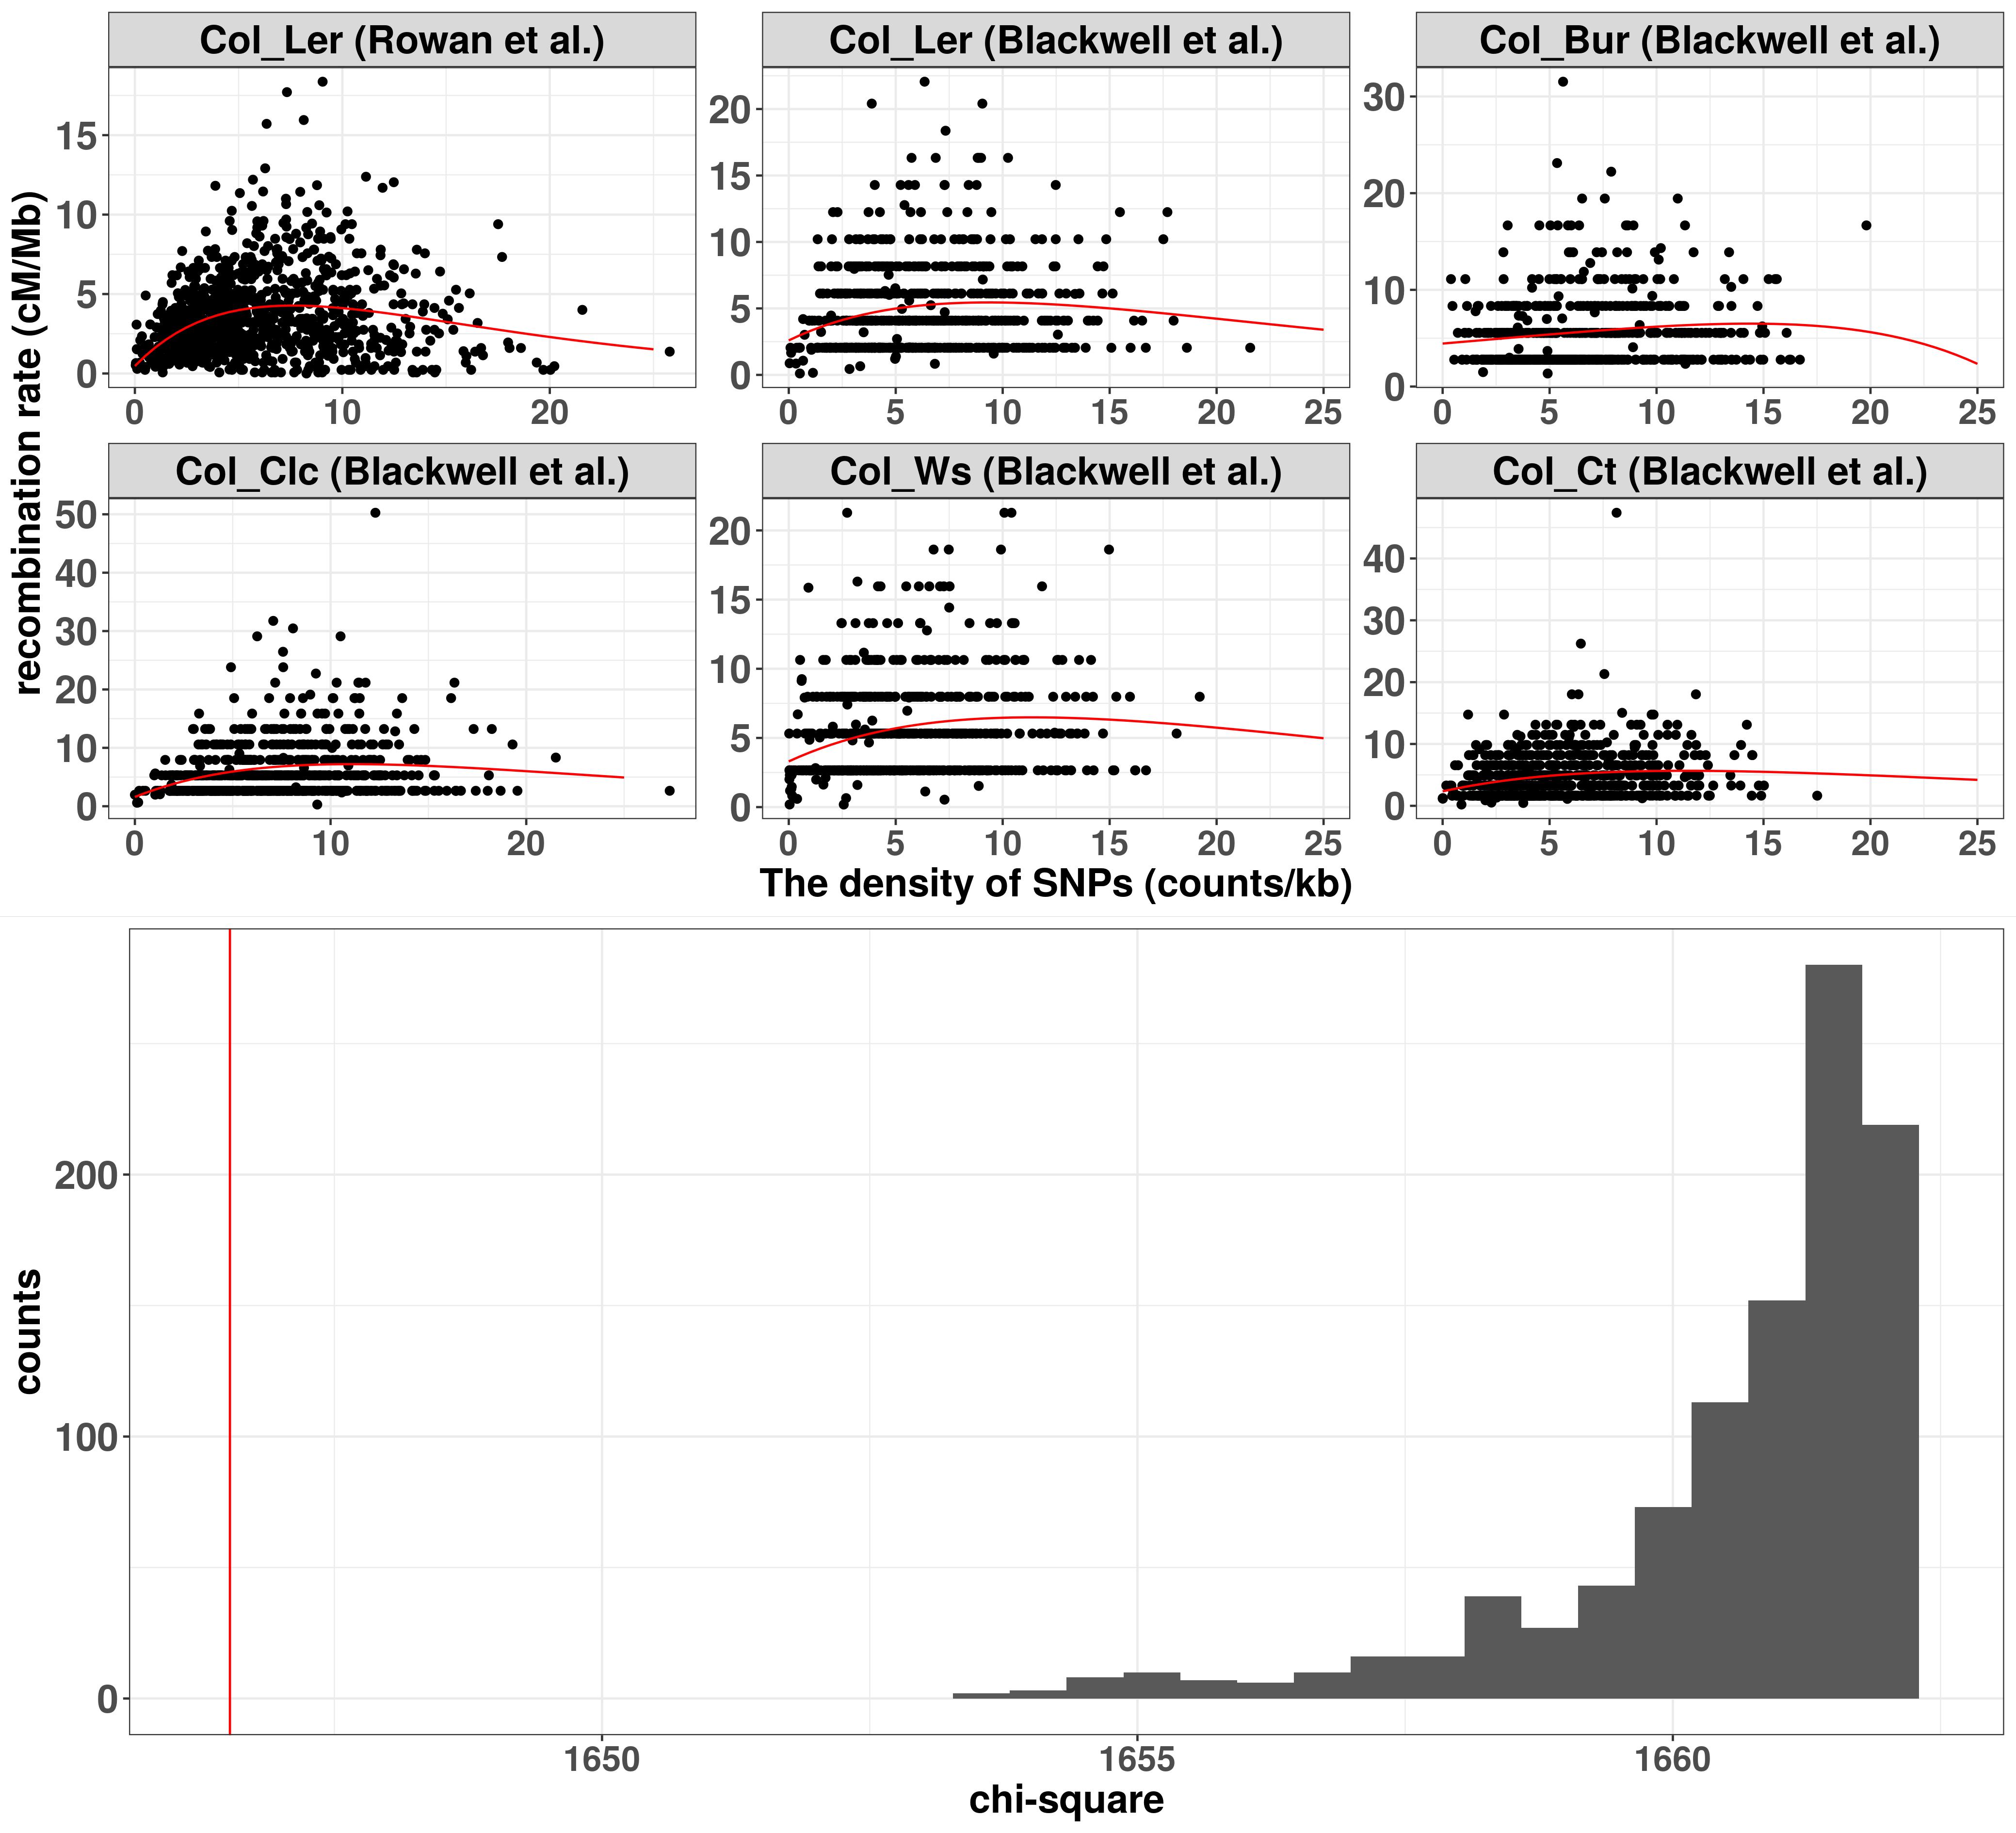 Col_Ler (Rowan et al.)
Col_Ler (Blackwell et al.)
Col_Bur (Blackwell et al.)
15
10
5
0
0 10 20
20
15
10
5
0
0 5 10 15 20 25
30
20
10
0
0 5 10 15 20 25
recombination rate (cM/Mb)
Col_Clc (Blackwell et al.)
Col_Ws (Blackwell et al.)
Col_Ct (Blackwell et al.)
50
40
30
20
10
0
0 10 20
20
15
10
5
0
0 5 10 15 20 25
40
30
20
10
0
0 5 10 15 20 25
The density of SNPs (counts/kb)
counts
200
100
0
1650 1655 1660
chi-square